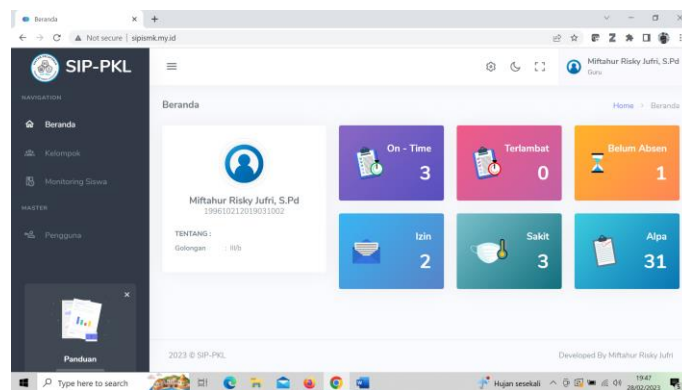 Beranda
Not secure | sipismk.my.id
SIP-PKL
Miftahur Risky Jufri, S.Pd
Guru
NAVIGATION
Beranda
Kelompok
Monitoring Siswa
MASTER
Pengguna
Panduan
Beranda
Home > Beranda
Miftahur Risky Jufri, S.Pd
199610212019031002
TENTANG :
Golongan : III/b
On - Time
3
Terlambat
0
Belum Absen
1
Izin
2
Sakit
3
Alpa
31
2023 © SIP-PKL
Developed By Miftahur Risky Jufri
Type here to search
Hujan sesekali
19.47
28/02/2023